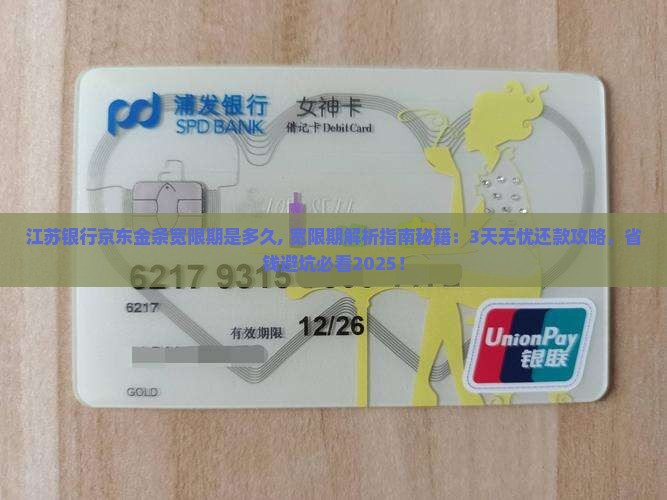 浦发银行
SPD BANK
女神卡
借记卡 Debit Card
江苏银行京东金条宽限期是多久, 宽限期解析指南秘籍：3天无忧还款攻略，省
钱避坑必看2025！
6217 9315
6217
有效期限 12/26
GOLD
UnionPay
银联